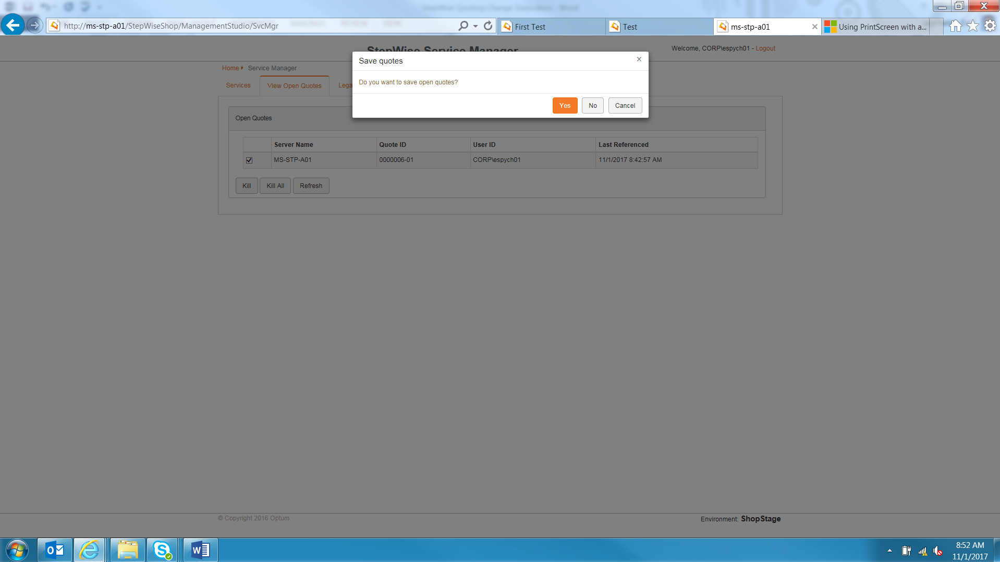 http://ms-stp-a01/StepWiseShop/ManagementStudio/SvcMgr
First Test
Test
ms-stp-a01
Using PrintScreen with a...
StepWise Service Manager
Welcome, CORP\espych01 - Logout
Home Service Manager
Services
View Open Quotes
Lega
Save quotes
×
Do you want to save open quotes?
Yes
No
Cancel
Open Quotes
Server Name Quote ID User ID Last Referenced
MS-STP-A01 0000006-01 CORP\espych01 11/1/2017 8:42:57 AM
Kill
Kill All
Refresh
© Copyright 2016 Optum
Environment: ShopStage
8:52 AM
11/1/2017